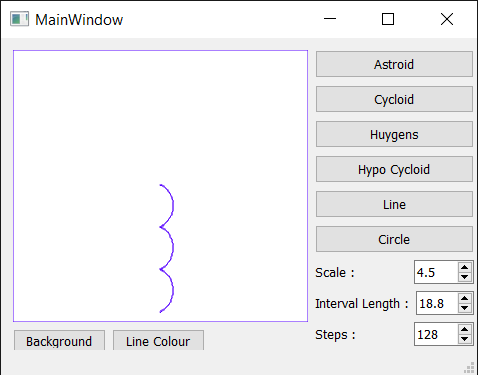 MainWindow
Astroid
Cycloid
Huygens
Hypo Cycloid
Line
Circle
Scale : 4.5
Interval Length : 18.8
Steps : 128
Background Line Colour